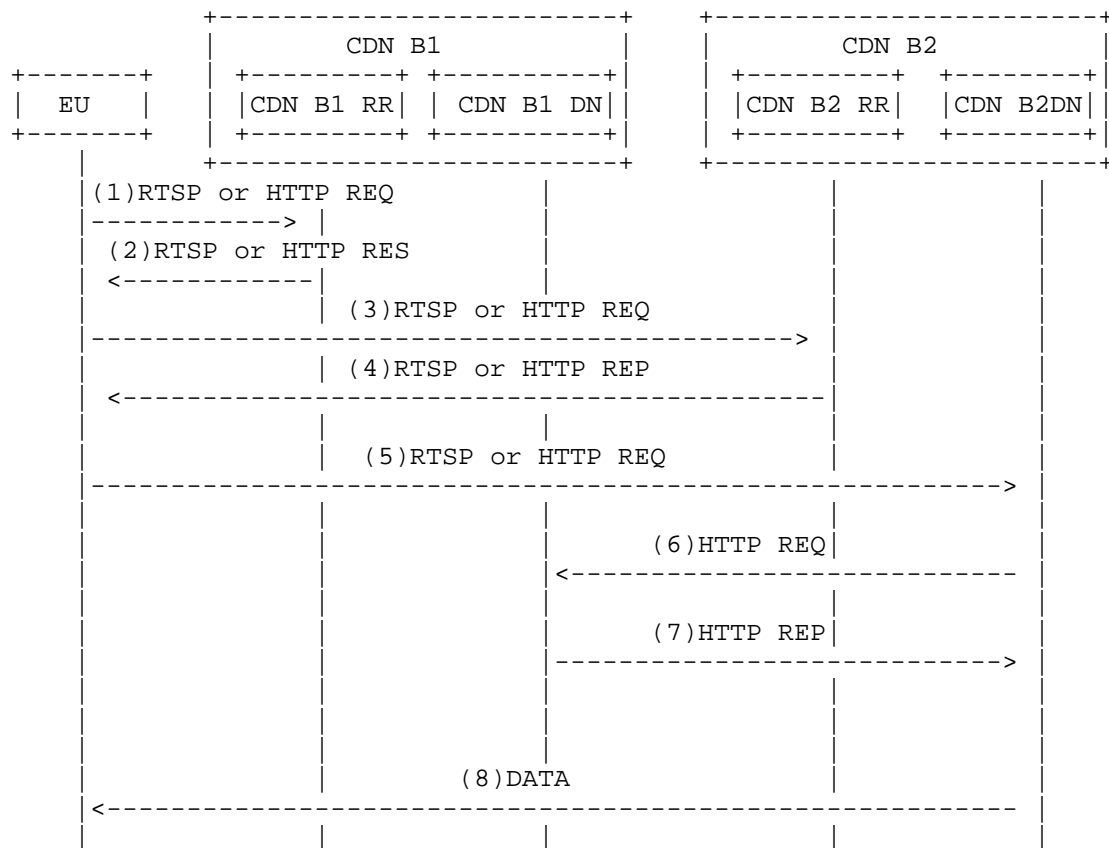 CDN B1 CDN B2
EU CDN B1 RR CDN B1 DN CDN B2 RR CDN B2DN
(1)RTSP or HTTP REQ
(2)RTSP or HTTP RES
(3)RTSP or HTTP REQ
(4)RTSP or HTTP REP
(5)RTSP or HTTP REQ
(6)HTTP REQ
(7)HTTP REP
(8)DATA